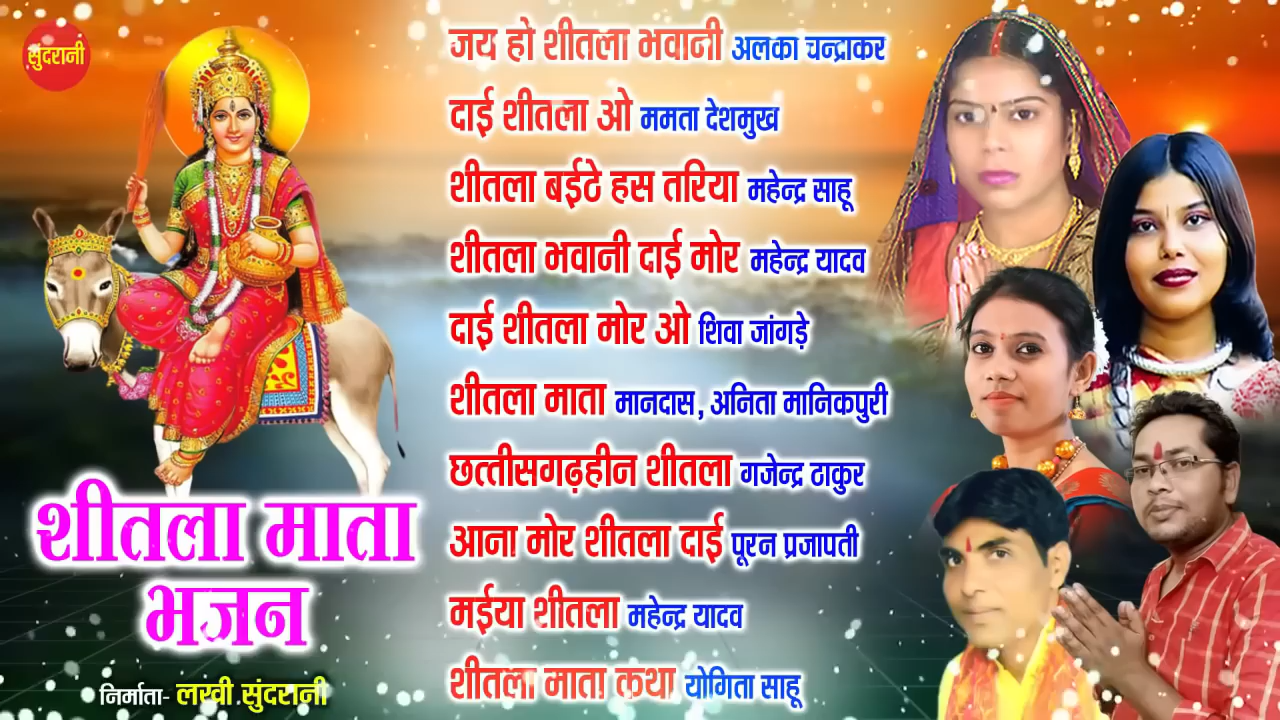 सुंदरानी
जय हो शीतला भवानी अलका चन्द्राकर
दाई शीतला ओ ममता देशमुख
शीतला बईठे हस तरिया महेन्द्र साहू
शीतला भवानी दाई मोर महेन्द्र यादव
दाई शीतला मोर ओ शिवा जांगड़े
शीतला माता मानदास, अनिता मानिकपुरी
छत्तीसगढ़हीन शीतला गजेन्द्र ठाकुर
आना मोर शीतला दाई पूरन प्रजापती
मईया शीतला महेन्द्र यादव
शीतला माता कथा योगिता साहू
शीतला माता
भजन
निर्माता- लखी सुंदरानी